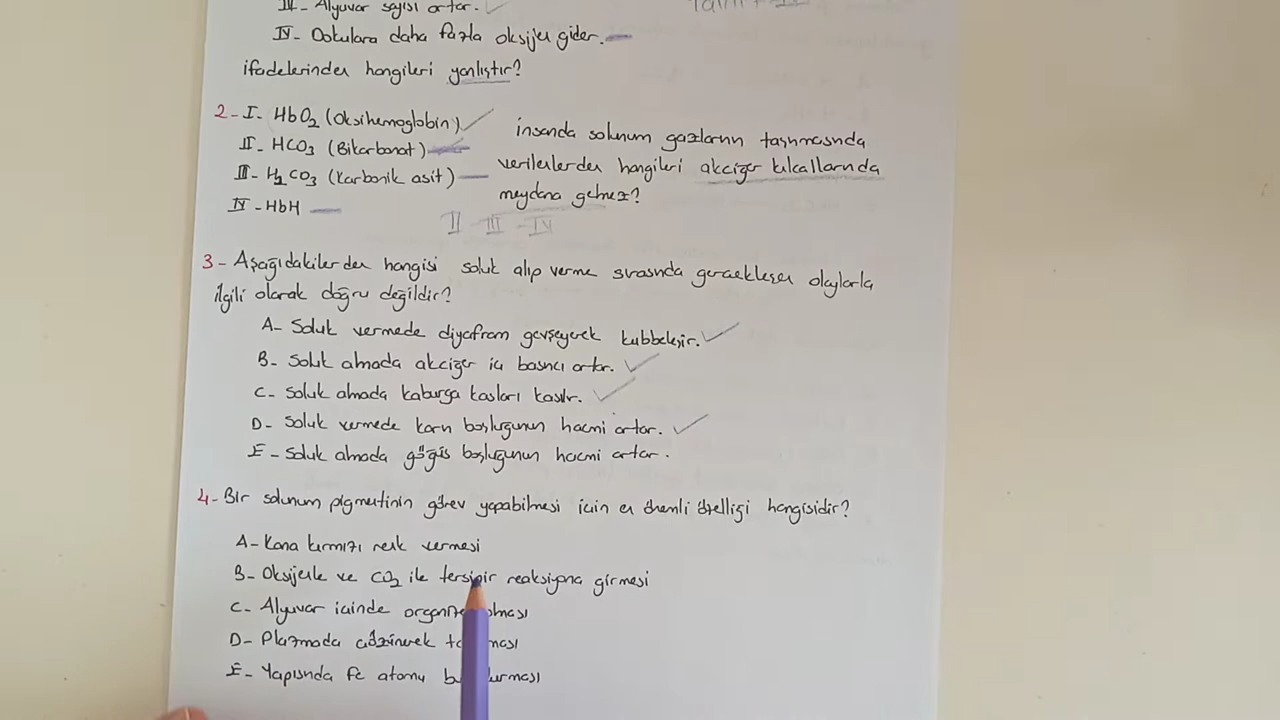 III- Alyuvar sayısı artar.
IV- Dokulara daha fazla oksijen gider.
ifadelerinden hangileri yanlıştır?
2- I- HbO2 (Oksihemoglobin)
II- HCO3 (Bikarbonat)
III- H2CO3 (Karbonik asit)
IV- HbH
insanda solunum gazlarının taşınmasında
verilenlerden hangileri akciğer kılcallarında
meydana gelmez?
II - III - IV
3- Aşağıdakilerden hangisi soluk alıp verme sırasında gerçekleşen olaylarla
ilgili olarak doğru değildir?
A- Soluk vermede diyafram gevşeyerek kubbeleşir.
B- Soluk almada akciğer iç basıncı artar.
C- Soluk almada kaburga kasları kasılır.
D- Soluk vermede karın boşluğunun hacmi artar.
E- Soluk almada göğüs boşluğunun hacmi artar.
4- Bir solunum pigmentinin görev yapabilmesi için en önemli özelliği hangisidir?
A- Kana kırmızı renk vermesi
B- Oksijenle ve CO2 ile tersinir reaksiyona girmesi
C- Alyuvar içinde
D- Plazmada çözünerek
E- Yapısında Fe atomu